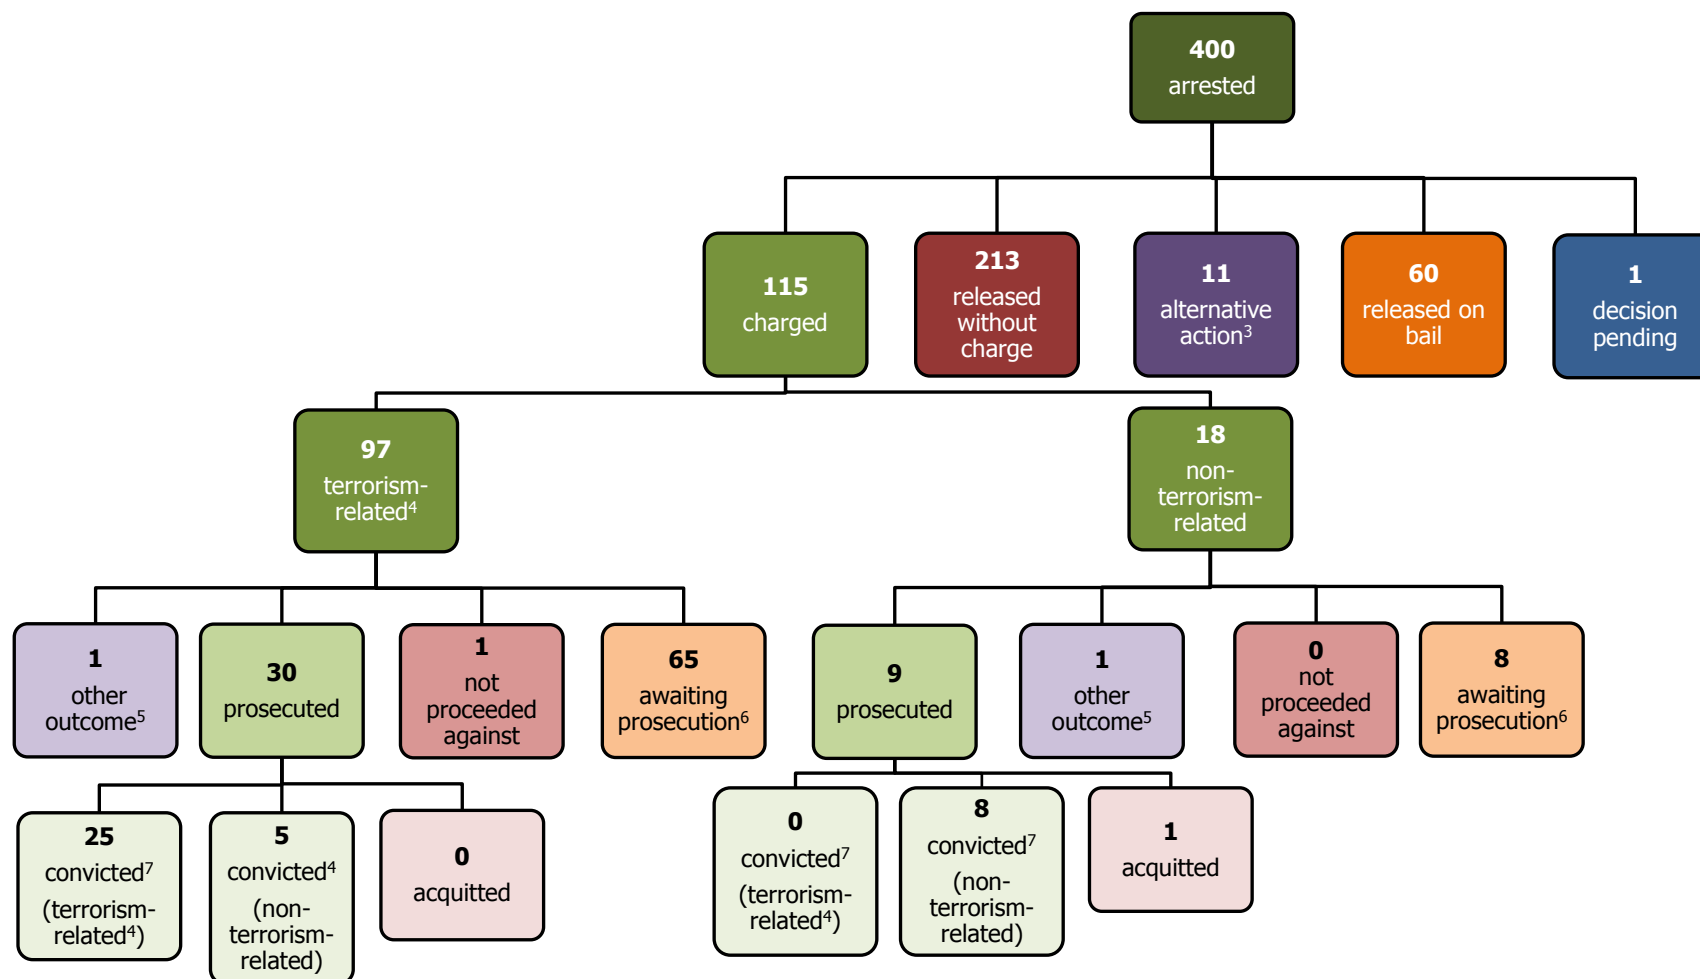 400
arrested
115
charged
213
released
without
charge
11
alternative
action³
60
released on
bail
1
decision
pending
97
terrorism-
related⁴
18
non-
terrorism-
related
1
other
outcome⁵
30
prosecuted
1
not
proceeded
against
65
awaiting
prosecution⁶
9
prosecuted
1
other
outcome⁵
0
not
proceeded
against
8
awaiting
prosecution⁶
25
convicted⁷
(terrorism-
related⁴)
5
convicted⁴
(non-
terrorism-
related)
0
acquitted
0
convicted⁷
(terrorism-
related⁴)
8
convicted⁷
(non-
terrorism-
related)
1
acquitted